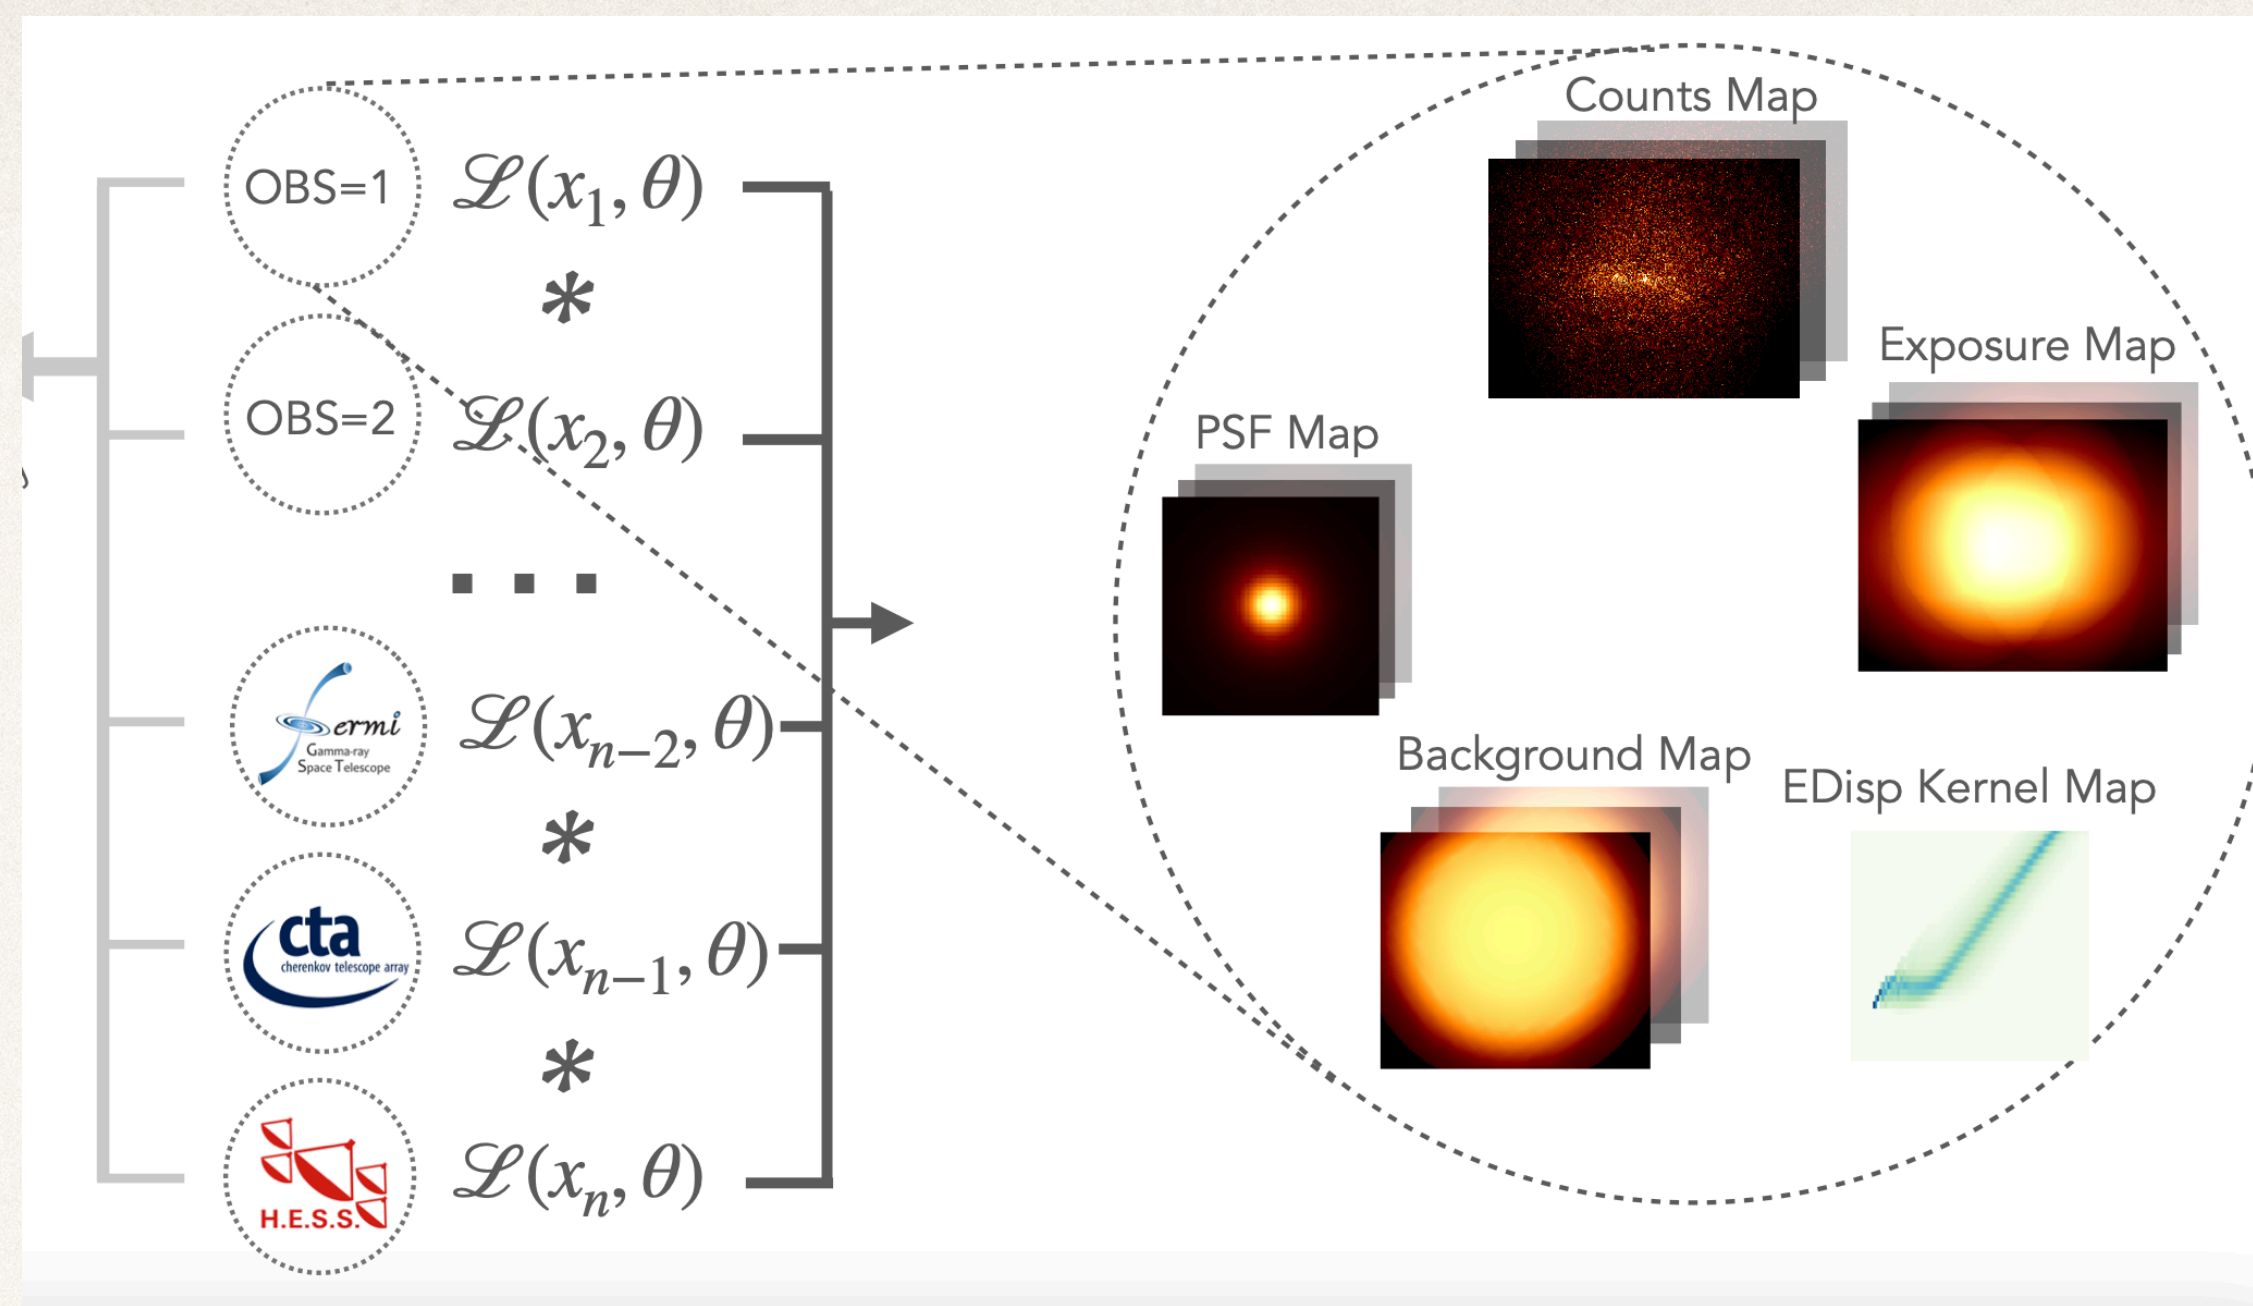 OBS=1
ℒ(x₁, θ)
*
OBS=2
ℒ(x₂, θ)
...
Fermi
Gamma-ray
Space Telescope
ℒ(xₙ₋₂, θ)
*
cta
cherenkov telescope array
ℒ(xₙ₋₁, θ)
*
H.E.S.S.
ℒ(xₙ, θ)
Counts Map
Exposure Map
PSF Map
Background Map
EDisp Kernel Map